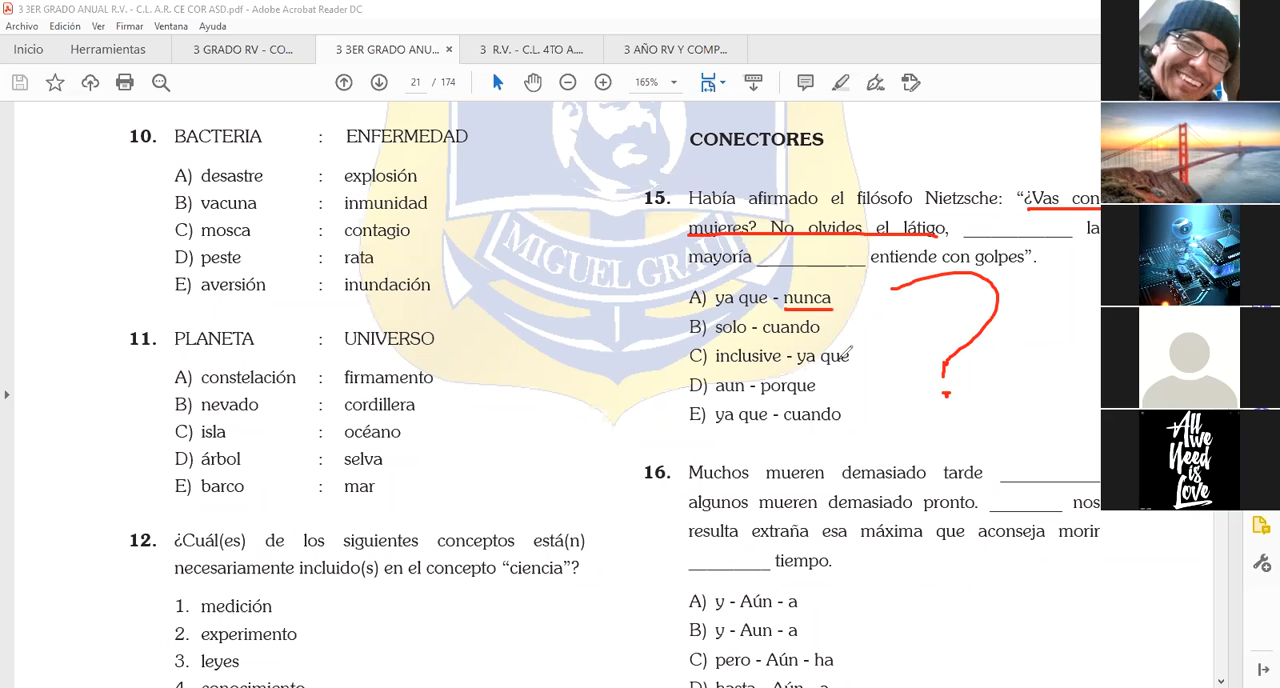 3 3ER GRADO ANUAL R.V. - C.L. A.R. CE COR ASD.pdf - Adobe Acrobat Reader DC
Archivo Edición Ver Firmar Ventana Ayuda
Inicio Herramientas 3 GRADO RV - CO... 3 3ER GRADO ANU... × 3 R.V. - C.L. 4TO A.... 3 AÑO RV Y COMP...
21 / 174 165%
10. BACTERIA : ENFERMEDAD
A) desastre : explosión
B) vacuna : inmunidad
C) mosca : contagio
D) peste : rata
E) aversión : inundación
11. PLANETA : UNIVERSO
A) constelación : firmamento
B) nevado : cordillera
C) isla : océano
D) árbol : selva
E) barco : mar
12. ¿Cuál(es) de los siguientes conceptos está(n)
necesariamente incluido(s) en el concepto “ciencia”?
1. medición
2. experimento
3. leyes
4. conocimiento
MIGUEL GRAU
CONECTORES
15. Había afirmado el filósofo Nietzsche: “¿Vas con
mujeres? No olvides el látigo, ____________ la
mayoría ____________ entiende con golpes”.
A) ya que - nunca
B) solo - cuando
C) inclusive - ya que
D) aun - porque
E) ya que - cuando
?
16. Muchos mueren demasiado tarde ___________
algunos mueren demasiado pronto. ________ nos
resulta extraña esa máxima que aconseja morir
_________ tiempo.
A) y - Aún - a
B) y - Aun - a
C) pero - Aún - ha
D) hasta - Aún - a
All
we
Need
is
Love